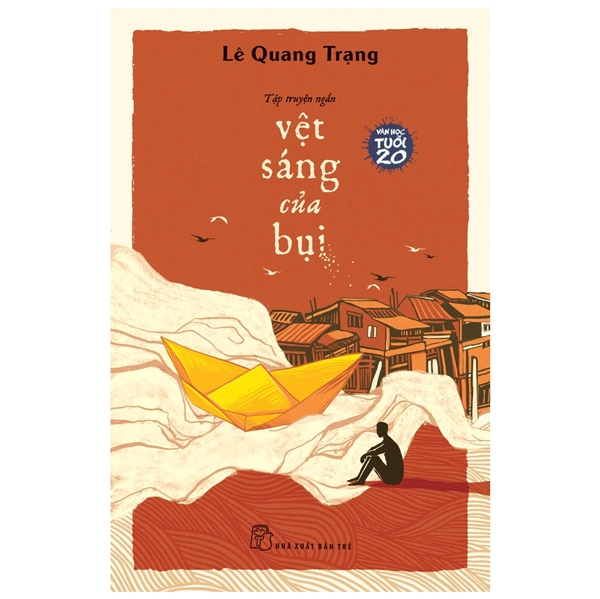 Lê Quang Trạng
Tập truyện ngắn
vệt
sáng
của
bụi
VĂN HỌC
TUỔI
20
NHÀ XUẤT BẢN TRẺ